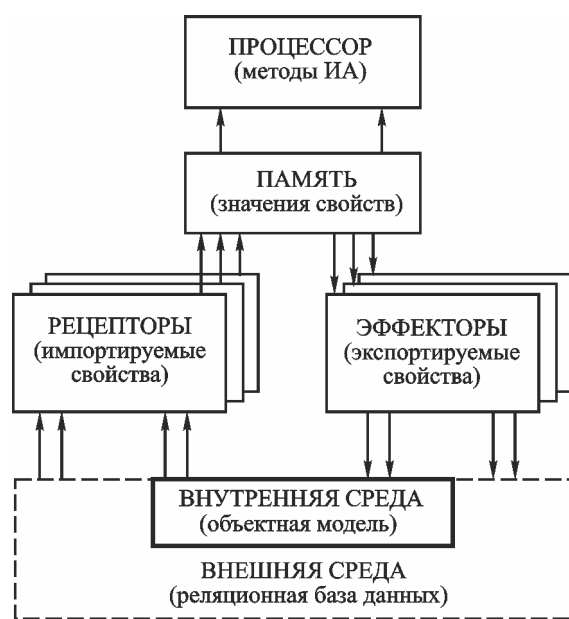 ПРОЦЕССОР
(методы ИА)
ПАМЯТЬ
(значения свойств)
РЕЦЕПТОРЫ
(импортируемые
свойства)
ЭФФЕКТОРЫ
(экспортируемые
свойства)
ВНУТРЕННЯЯ СРЕДА
(объектная модель)
ВНЕШНЯЯ СРЕДА
(реляционная база данных)